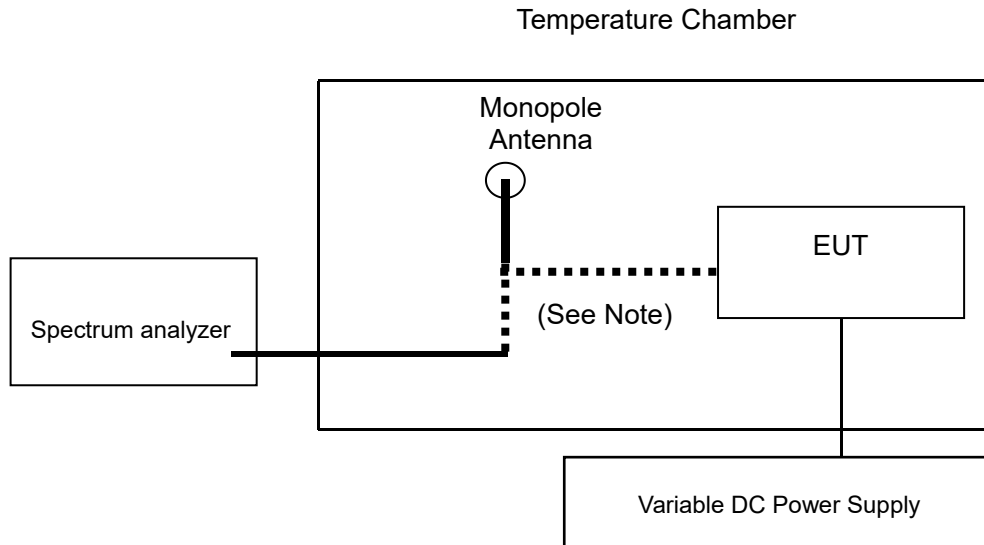 Temperature Chamber
Monopole
Antenna
EUT
(See Note)
Spectrum analyzer
Variable DC Power Supply